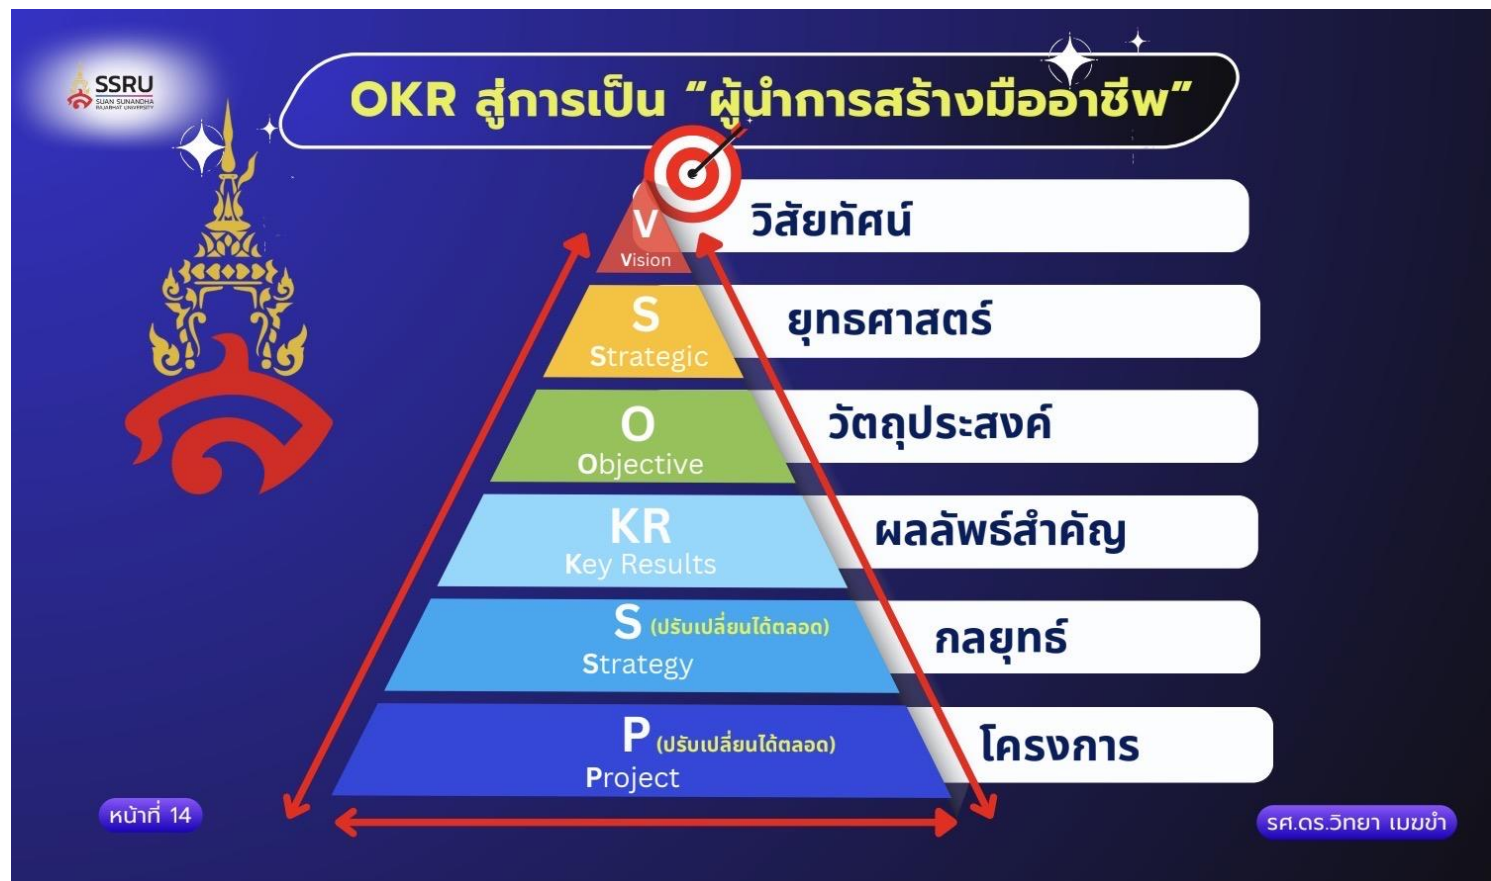 SSRU
SUAN SUNANDHA
RAJABHAT UNIVERSITY
OKR สู่การเป็น “ผู้นำการสร้างมืออาชีพ”
V
Vision
วิสัยทัศน์
S
Strategic
ยุทธศาสตร์
O
Objective
วัตถุประสงค์
KR
Key Results
ผลลัพธ์สำคัญ
S (ปรับเปลี่ยนได้ตลอด)
Strategy
กลยุทธ์
P (ปรับเปลี่ยนได้ตลอด)
Project
โครงการ
หน้าที่ 14
รศ.ดร.วิทยา เมฆขำ